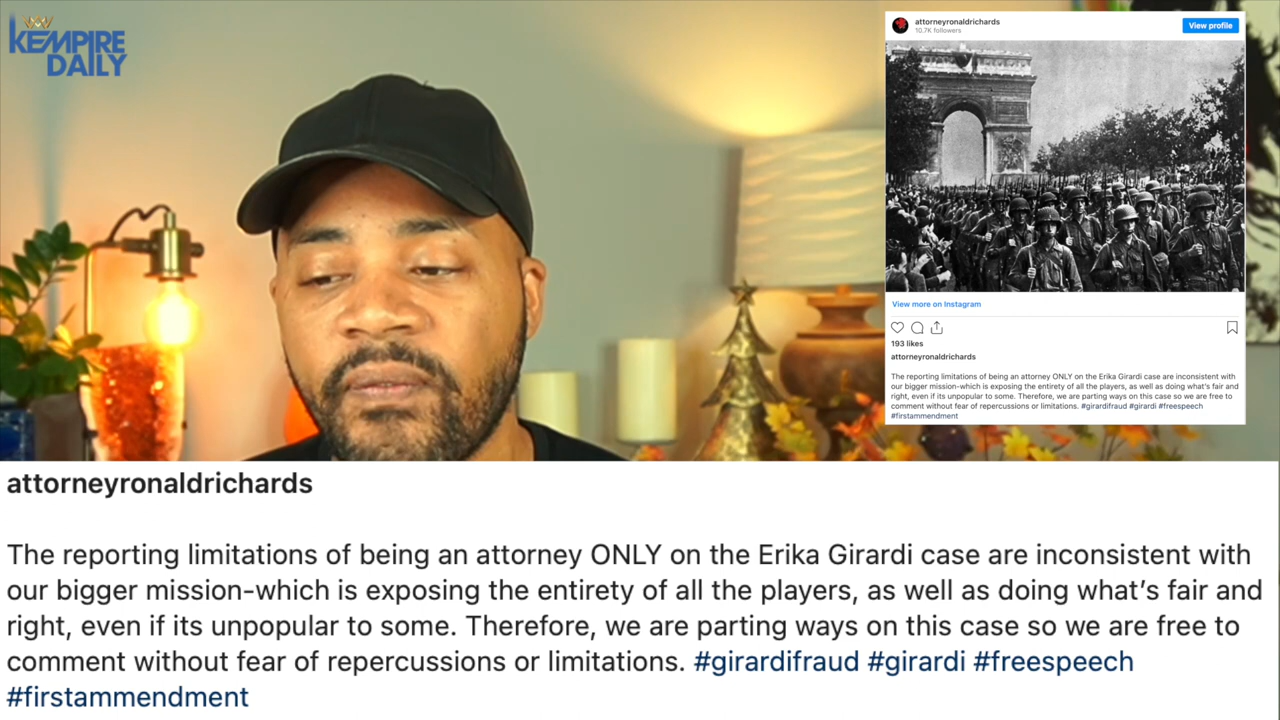 KEMPIRE
DAILY
attorneyronaldrichards
10.7K followers
View profile
View more on Instagram
193 likes
attorneyronaldrichards
The reporting limitations of being an attorney ONLY on the Erika Girardi case are inconsistent with
our bigger mission-which is exposing the entirety of all the players, as well as doing what's fair and
right, even if its unpopular to some. Therefore, we are parting ways on this case so we are free to
comment without fear of repercussions or limitations. #girardifraud #girardi #freespeech
#firstammendment
attorneyronaldrichards
The reporting limitations of being an attorney ONLY on the Erika Girardi case are inconsistent with
our bigger mission-which is exposing the entirety of all the players, as well as doing what's fair and
right, even if its unpopular to some. Therefore, we are parting ways on this case so we are free to
comment without fear of repercussions or limitations. #girardifraud #girardi #freespeech
#firstammendment